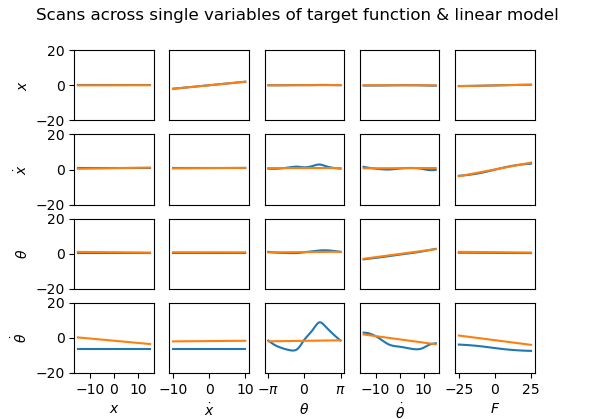 Scans across single variables of target function & linear model
20
0
−20
x
20
0
−20
ẋ
20
0
−20
θ
20
0
−20
θ̇
−10 0 10
−10 0 10
−π 0 π
−10 0 10
−25 0 25
x ẋ θ θ̇ F